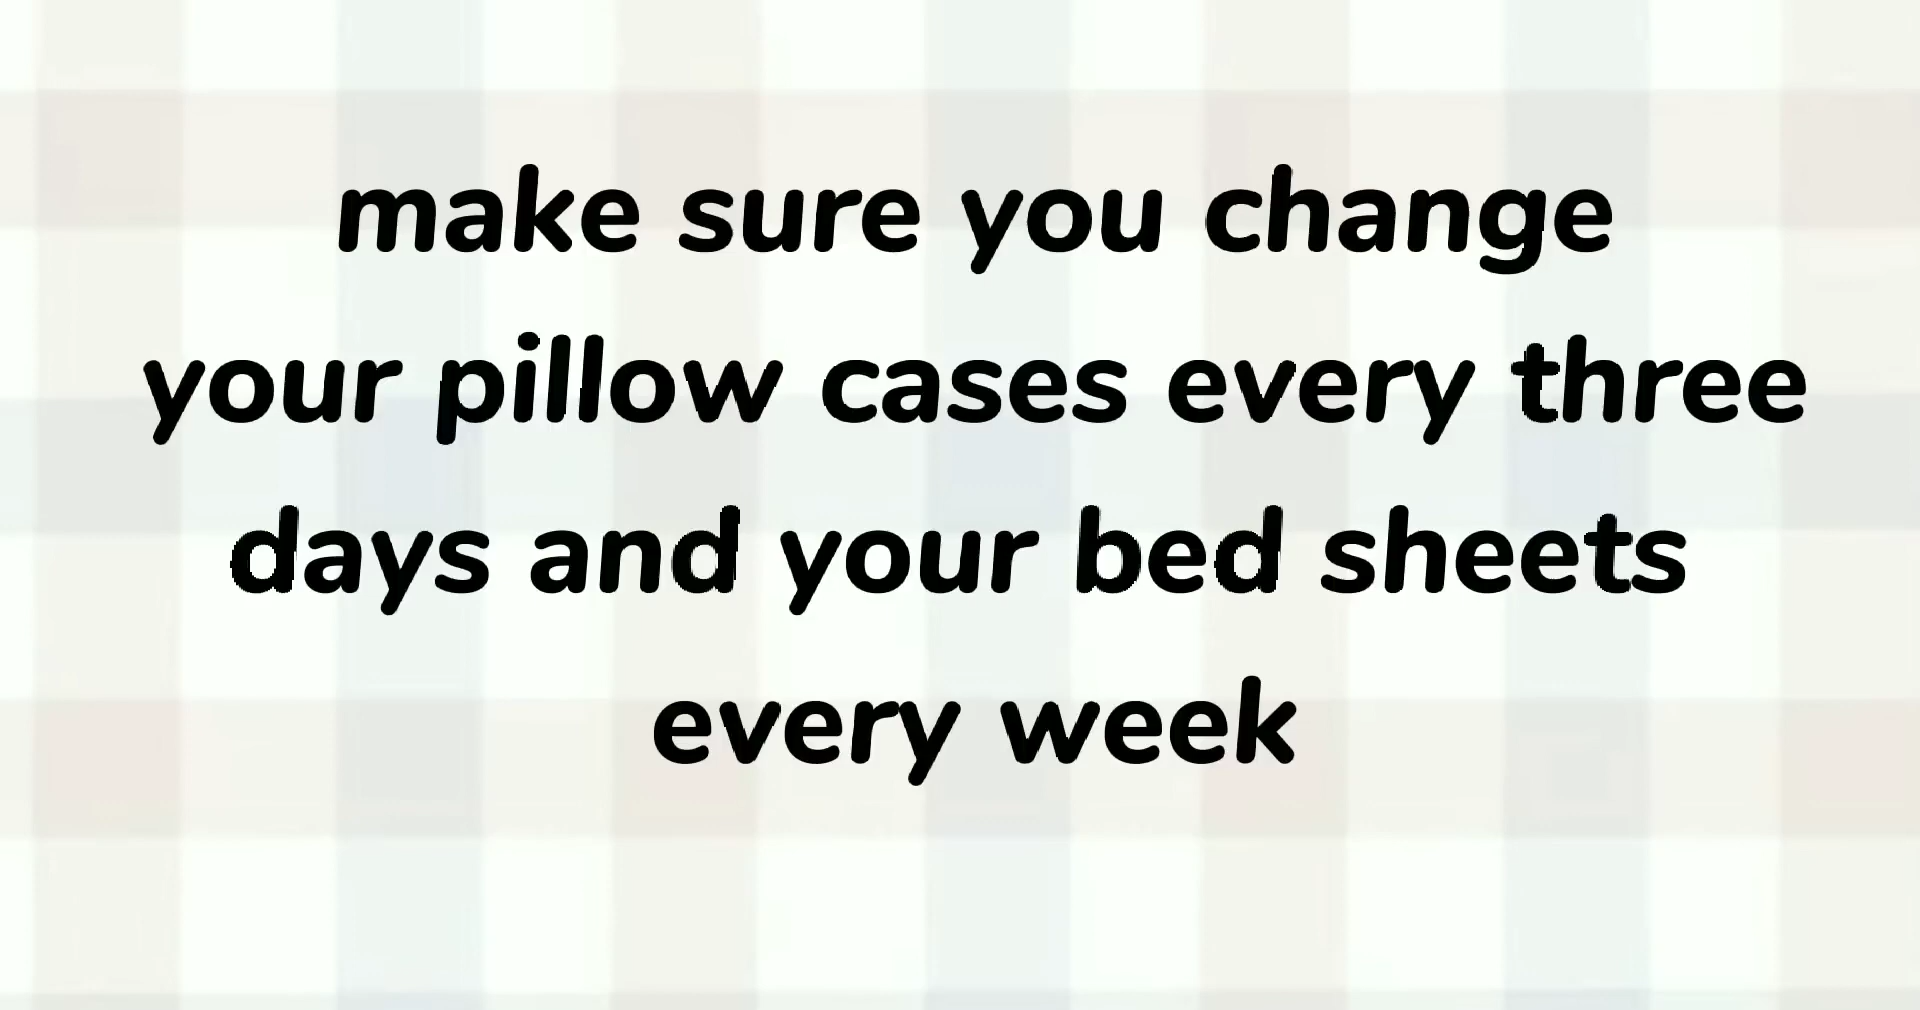 make sure you change
your pillow cases every three
days and your bed sheets
every week